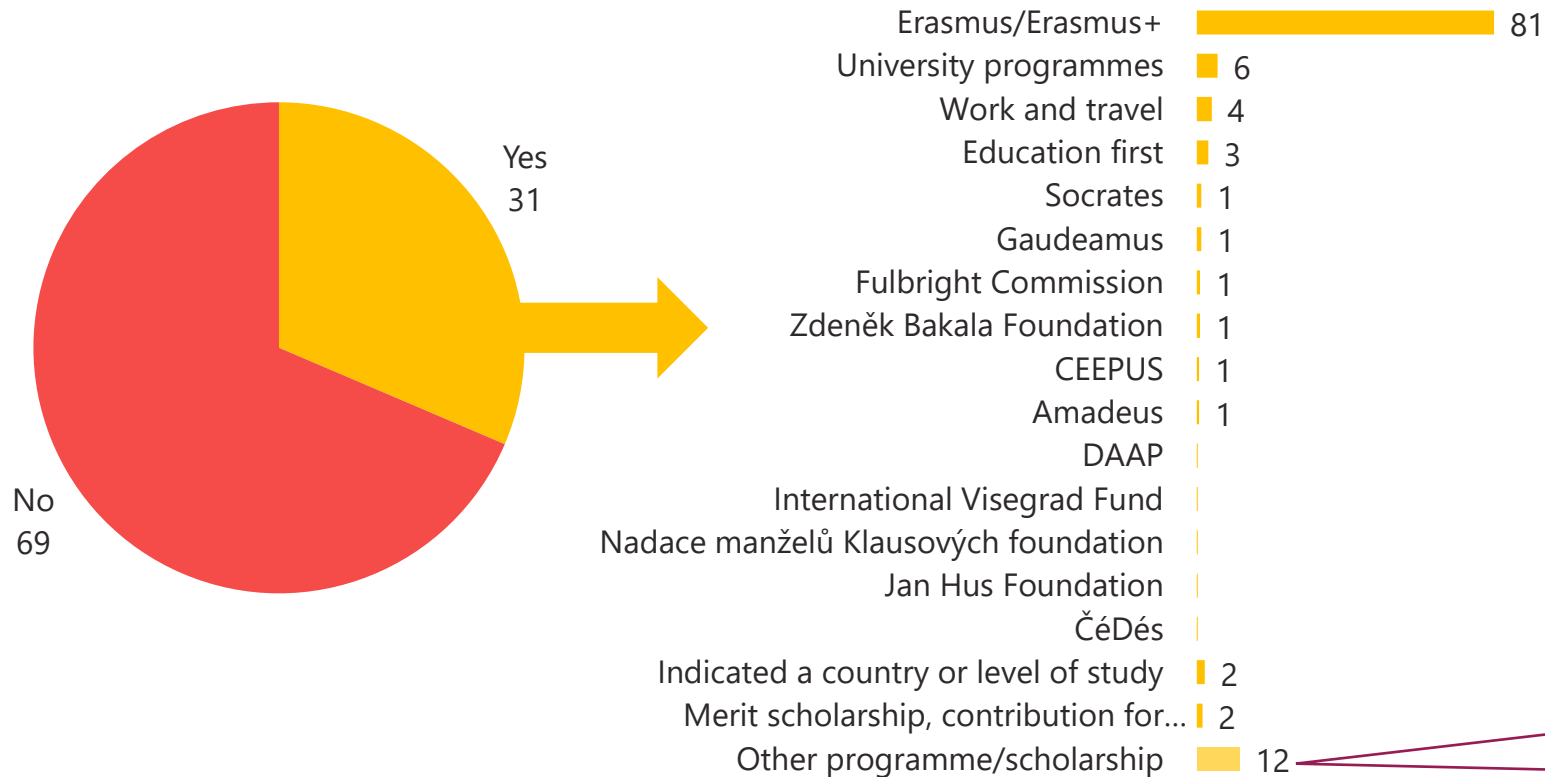 Yes
31
No
69
Erasmus/Erasmus+ 81
University programmes 6
Work and travel 4
Education first 3
Socrates 1
Gaudeamus 1
Fulbright Commission 1
Zdeněk Bakala Foundation 1
CEEPUS 1
Amadeus 1
DAAP
International Visegrad Fund
Nadace manželů Klausových foundation
Jan Hus Foundation
ČéDés
Indicated a country or level of study 2
Merit scholarship, contribution for... 2
Other programme/scholarship 12